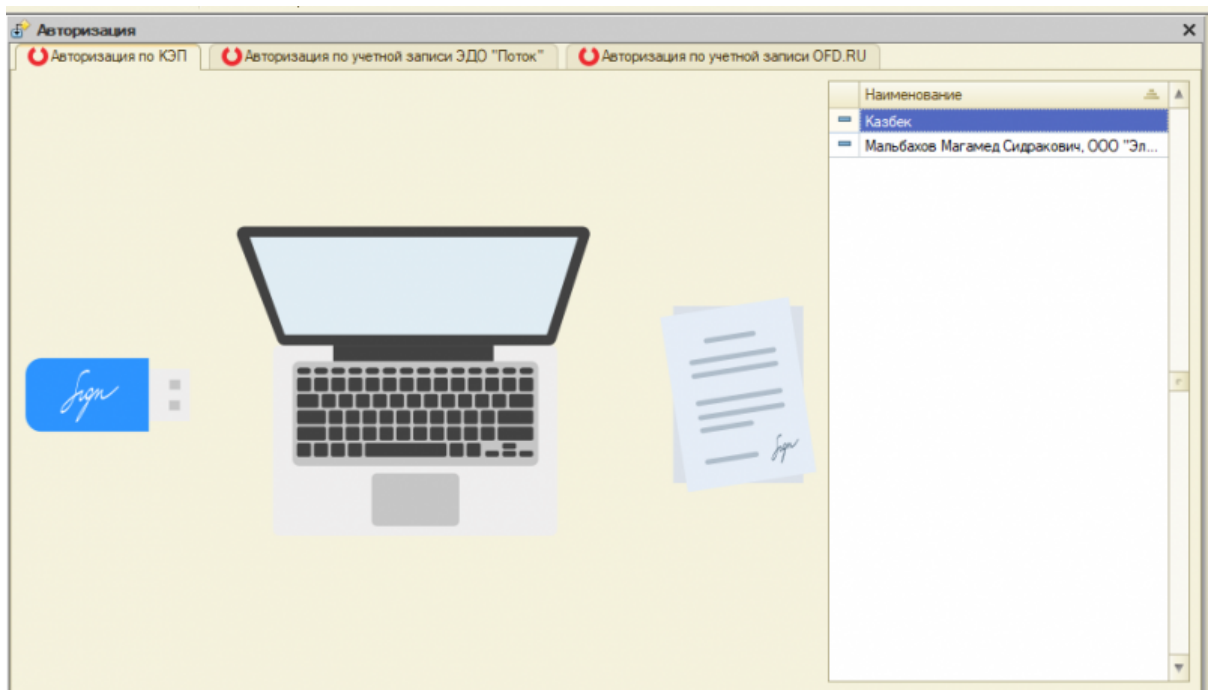 Авторизация
Авторизация по КЭП
Авторизация по учетной записи ЭДО "Поток"
Авторизация по учетной записи OFD.RU
Наименование
Казбек
Мальбахов Магамед Сидракович, ООО "Эл...
Sign
Sign